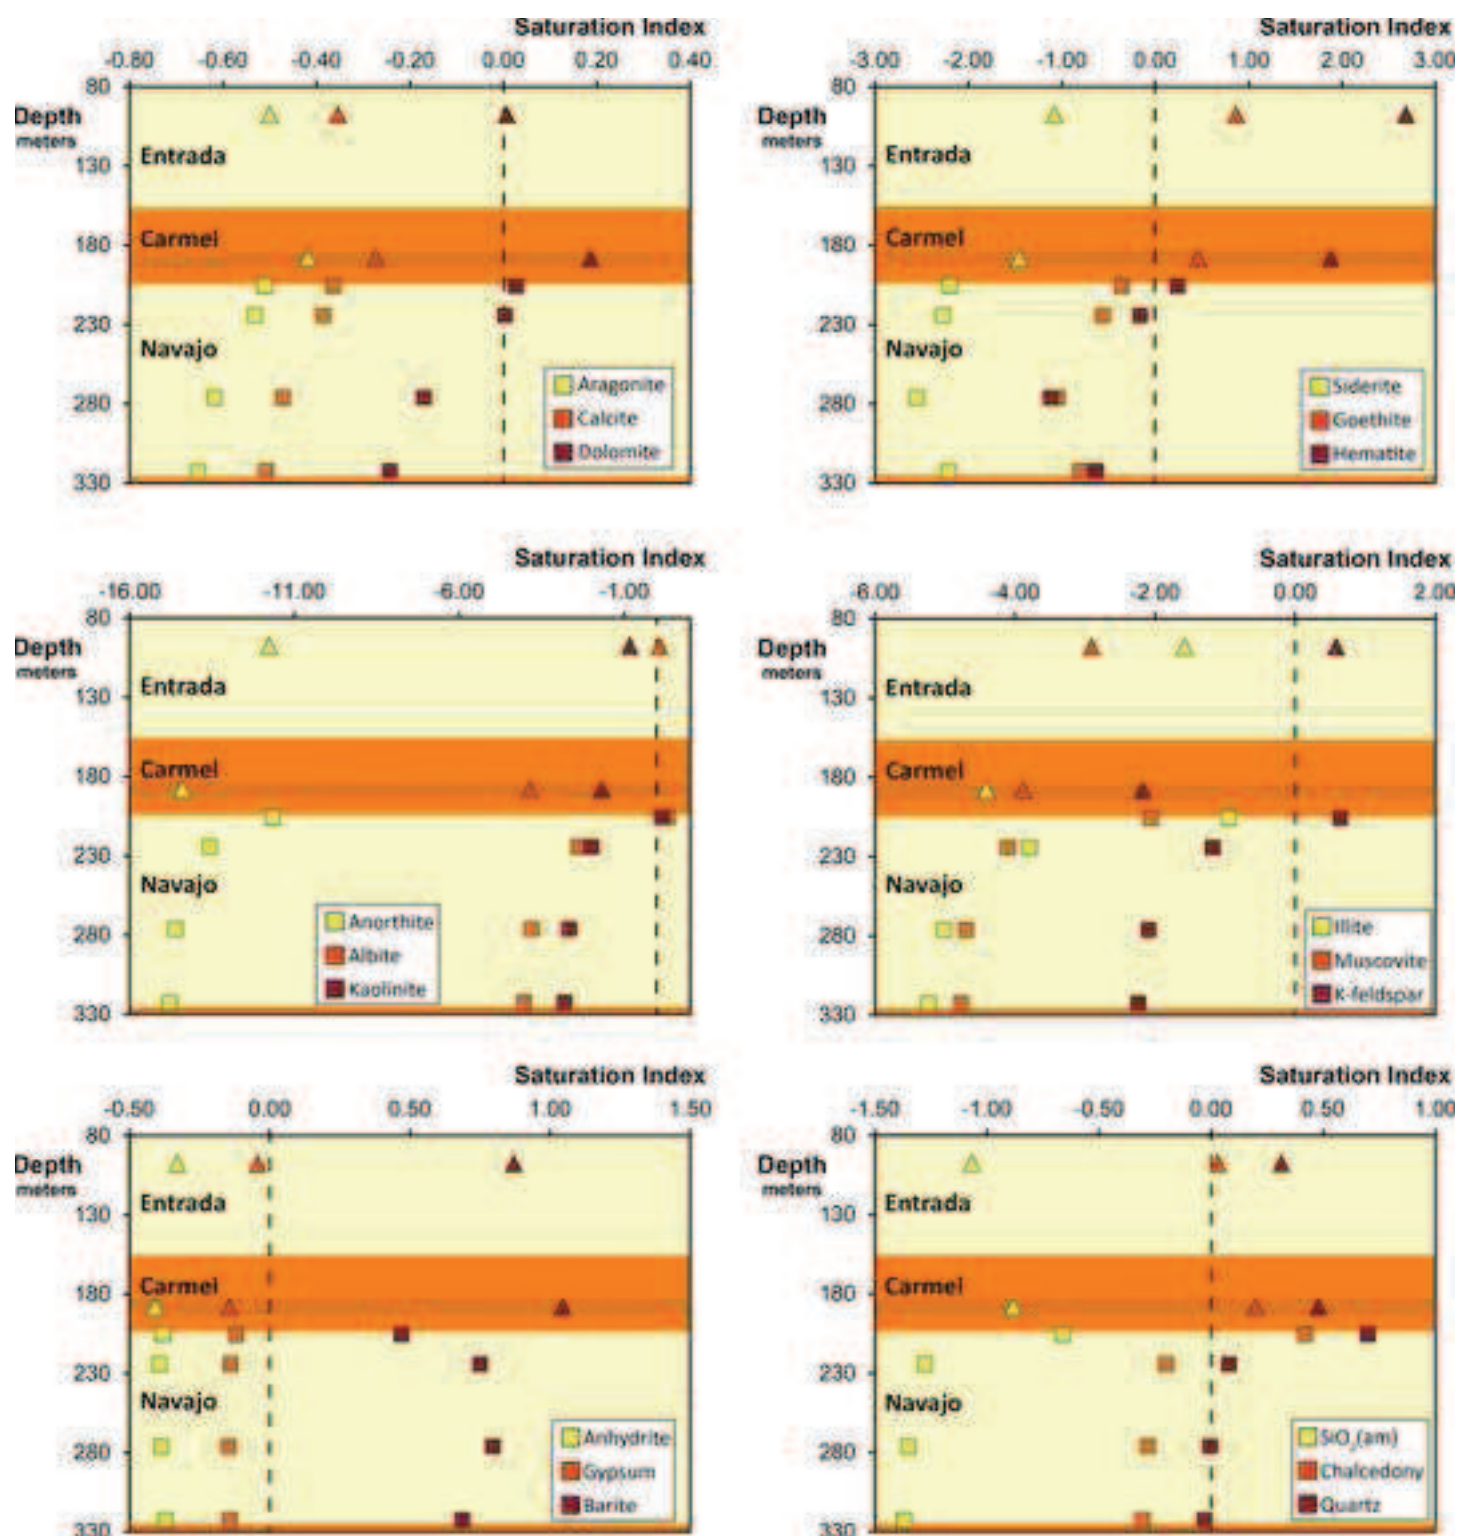 Saturation Index
-0.80 -0.60 -0.40 -0.20 0.00 0.20 0.40
80
Depth
meters
Entrada
130
Carmel
180
230
Navajo
Aragonite
280
Calcite
Dolomite
330
Saturation Index
-3.00 -2.00 -1.00 0.00 1.00 2.00 3.00
80
Depth
meters
Entrada
130
Carmel
180
230
Navajo
Siderite
280
Goethite
Hematite
330
Saturation Index
-16.00 -11.00 -6.00 -1.00
80
Depth
meters
Entrada
130
Carmel
180
230
Navajo
Anorthite
280
Albite
Kaolinite
330
Saturation Index
-6.00 -4.00 -2.00 0.00 2.00
80
Depth
meters
Entrada
130
Carmel
180
230
Navajo
Illite
280
Muscovite
K-feldspar
330
Saturation Index
-0.50 0.00 0.50 1.00 1.50
80
Depth
meters
Entrada
130
Carmel
180
230
Navajo
Anhydrite
280
Gypsum
Barite
330
Saturation Index
-1.50 -1.00 -0.50 0.00 0.50 1.00
80
Depth
meters
Entrada
130
Carmel
180
230
Navajo
SiO₂(am)
280
Chalcedony
Quartz
330